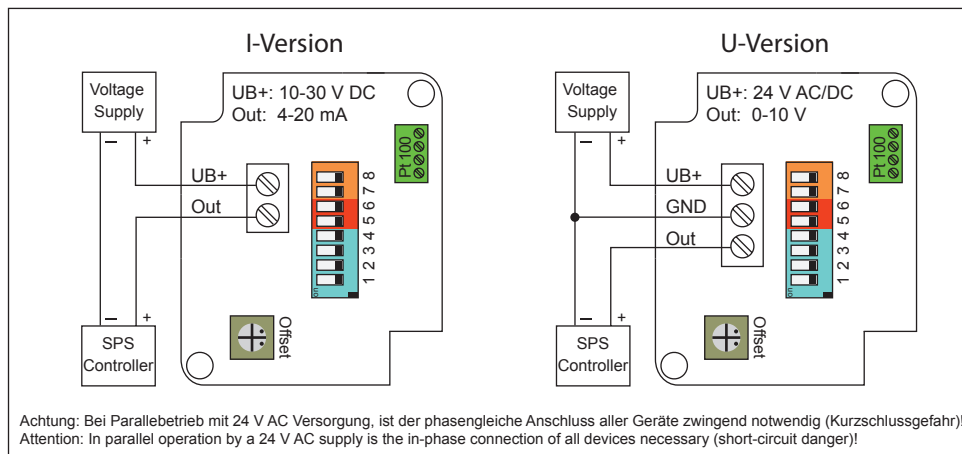 I-Version
Voltage
Supply
UB+: 10-30 V DC
Out: 4-20 mA
Pt 100
− +
UB+
Out
8
7
6
5
4
3
2
1
on
− +
SPS
Controller
Offset
U-Version
Voltage
Supply
UB+: 24 V AC/DC
Out: 0-10 V
Pt 100
− +
UB+
GND
Out
8
7
6
5
4
3
2
1
on
− +
SPS
Controller
Offset
Achtung: Bei Parallebetrieb mit 24 V AC Versorgung, ist der phasengleiche Anschluss aller Geräte zwingend notwendig (Kurzschlussgefahr)!
Attention: In parallel operation by a 24 V AC supply is the in-phase connection of all devices necessary (short-circuit danger)!